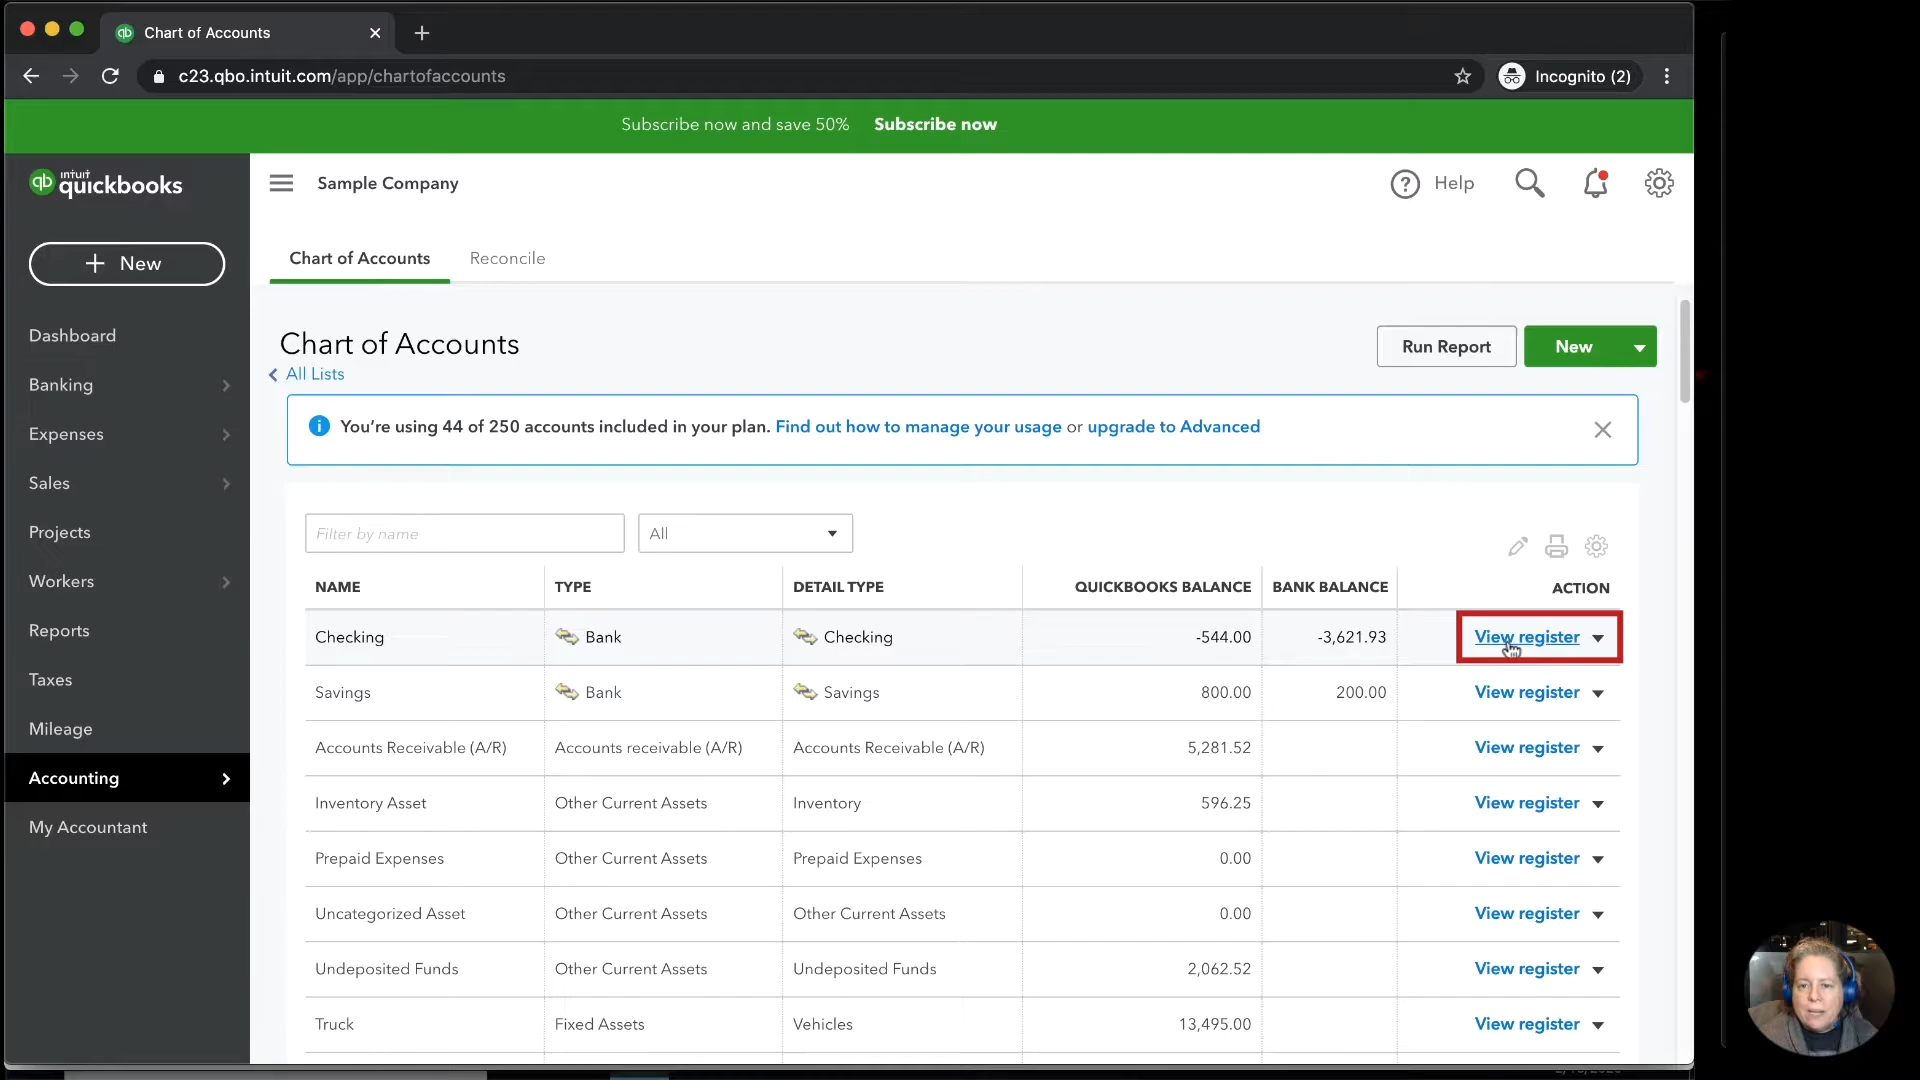 Chart of Accounts
c23.qbo.intuit.com/app/chartofaccounts
Incognito (2)
Subscribe now and save 50% Subscribe now
intuit
quickbooks
Sample Company
Help
New
Chart of Accounts
Reconcile
Dashboard
Banking
Expenses
Sales
Projects
Workers
Reports
Taxes
Mileage
Accounting
My Accountant
Chart of Accounts
All Lists
Run Report
New
You're using 44 of 250 accounts included in your plan. Find out how to manage your usage or upgrade to Advanced
Filter by name
All
NAME TYPE DETAIL TYPE QUICKBOOKS BALANCE BANK BALANCE ACTION
Checking Bank Checking -544.00 -3,621.93 View register
Savings Bank Savings 800.00 200.00 View register
Accounts Receivable (A/R) Accounts receivable (A/R) Accounts Receivable (A/R) 5,281.52 View register
Inventory Asset Other Current Assets Inventory 596.25 View register
Prepaid Expenses Other Current Assets Prepaid Expenses 0.00 View register
Uncategorized Asset Other Current Assets Other Current Assets 0.00 View register
Undeposited Funds Other Current Assets Undeposited Funds 2,062.52 View register
Truck Fixed Assets Vehicles 13,495.00 View register